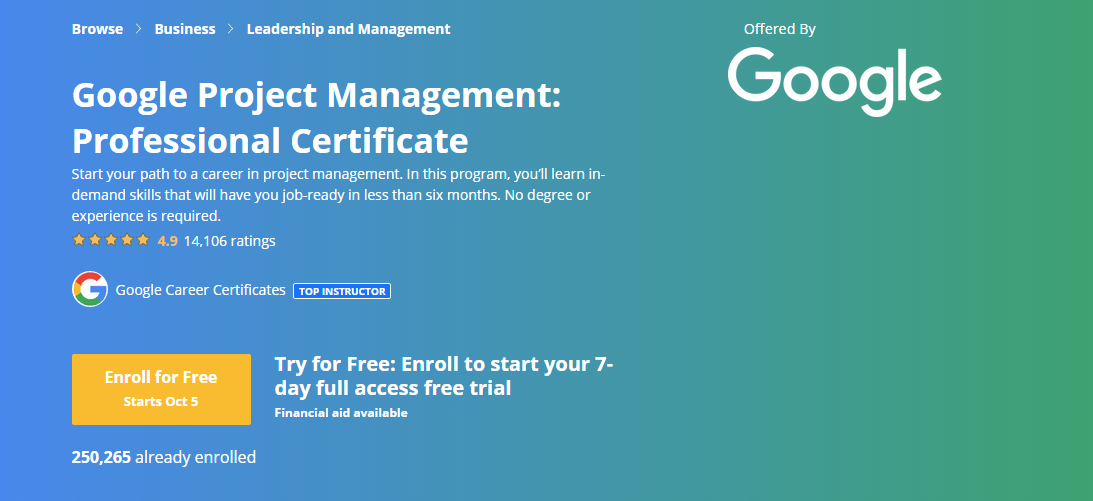 Browse > Business > Leadership and Management
Offered By
Google
Google Project Management:
Professional Certificate
Start your path to a career in project management. In this program, you'll learn in-
demand skills that will have you job-ready in less than six months. No degree or
experience is required.
4.9 14,106 ratings
G Google Career Certificates TOP INSTRUCTOR
Enroll for Free
Starts Oct 5
Try for Free: Enroll to start your 7-
day full access free trial
Financial aid available
250,265 already enrolled